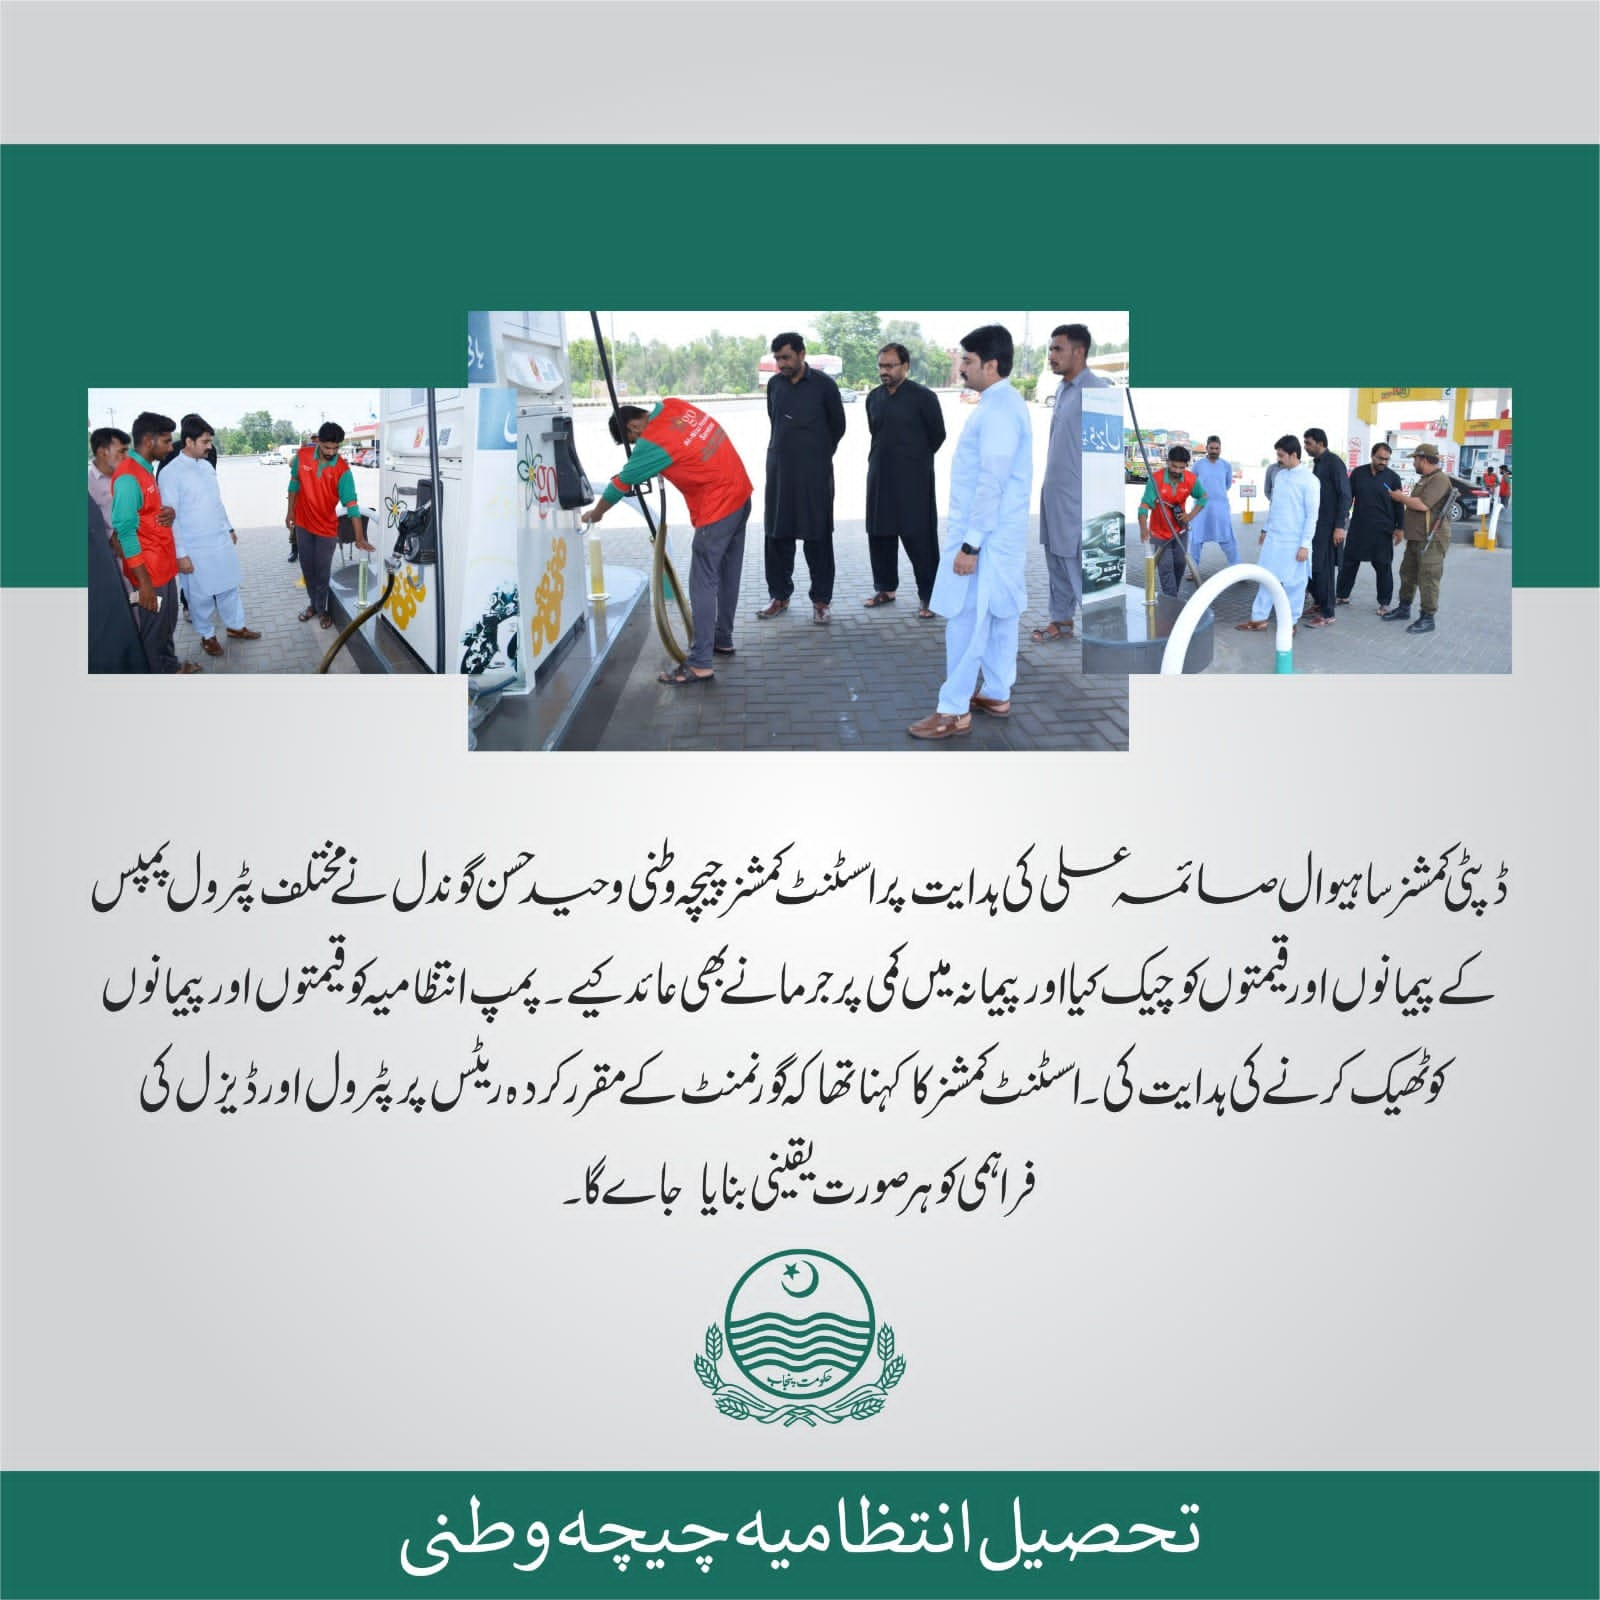 ڈپٹی کمشنر ساہیوال صائمہ علی کی ہدایت پر اسسٹنٹ کمشنر چیچہ وطنی وحید حسن گوندل نے مختلف پٹرول پمپس
کے پیمانوں اور قیمتوں کو چیک کیا اور پیمانہ میں کمی پر جرمانے بھی عائد کیے۔ پمپ انتظامیہ کو قیمتوں اور پیمانوں
کو ٹھیک کرنے کی ہدایت کی۔ اسسٹنٹ کمشنر کا کہنا تھا کہ گورنمنٹ کے مقرر کردہ ریٹس پر پٹرول اور ڈیزل کی
فراہمی کو ہر صورت یقینی بنایا جاے گا۔
حکومت پنجاب
تحصیل انتظامیہ چیچہ وطنی
go
go